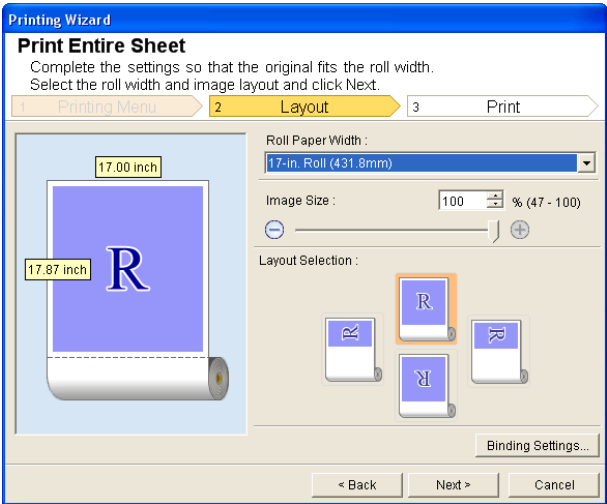 Printing Wizard
Print Entire Sheet
Complete the settings so that the original fits the roll width.
Select the roll width and image layout and click Next.
1 Printing Menu 2 Layout 3 Print
Roll Paper Width :
17-in. Roll (431.8mm)
17.00 inch
Image Size : 100 % (47 - 100)
17.87 inch
R
Layout Selection :
R
R
R
R
Binding Settings...
< Back Next > Cancel